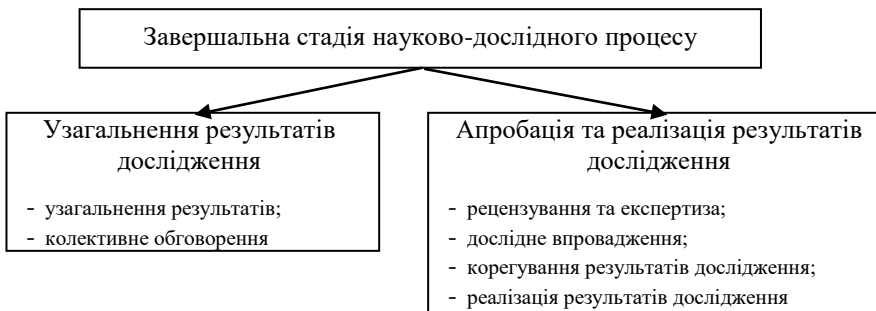 Завершальна стадія науково-дослідного процесу
Узагальнення результатів
дослідження
- узагальнення результатів;
- колективне обговорення
Апробація та реалізація результатів
дослідження
- рецензування та експертиза;
- дослідне впровадження;
- корегування результатів дослідження;
- реалізація результатів дослідження